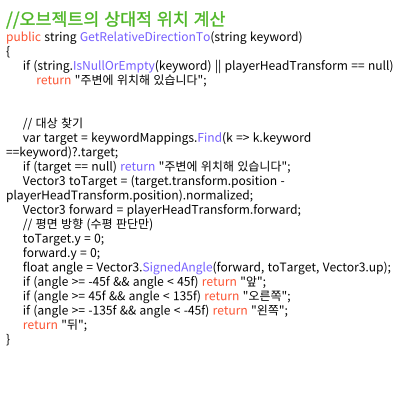 //오브젝트의 상대적 위치 계산
public string GetRelativeDirectionTo(string keyword)
{
if (string.IsNullOrEmpty(keyword) || playerHeadTransform == null)
return "주변에 위치해 있습니다";
// 대상 찾기
var target = keywordMappings.Find(k => k.keyword
==keyword)?.target;
if (target == null) return "주변에 위치해 있습니다";
Vector3 toTarget = (target.transform.position -
playerHeadTransform.position).normalized;
Vector3 forward = playerHeadTransform.forward;
// 평면 방향 (수평 판단만)
toTarget.y = 0;
forward.y = 0;
float angle = Vector3.SignedAngle(forward, toTarget, Vector3.up);
if (angle >= -45f && angle < 45f) return "앞";
if (angle >= 45f && angle < 135f) return "오른쪽";
if (angle >= -135f && angle < -45f) return "왼쪽";
return "뒤";
}